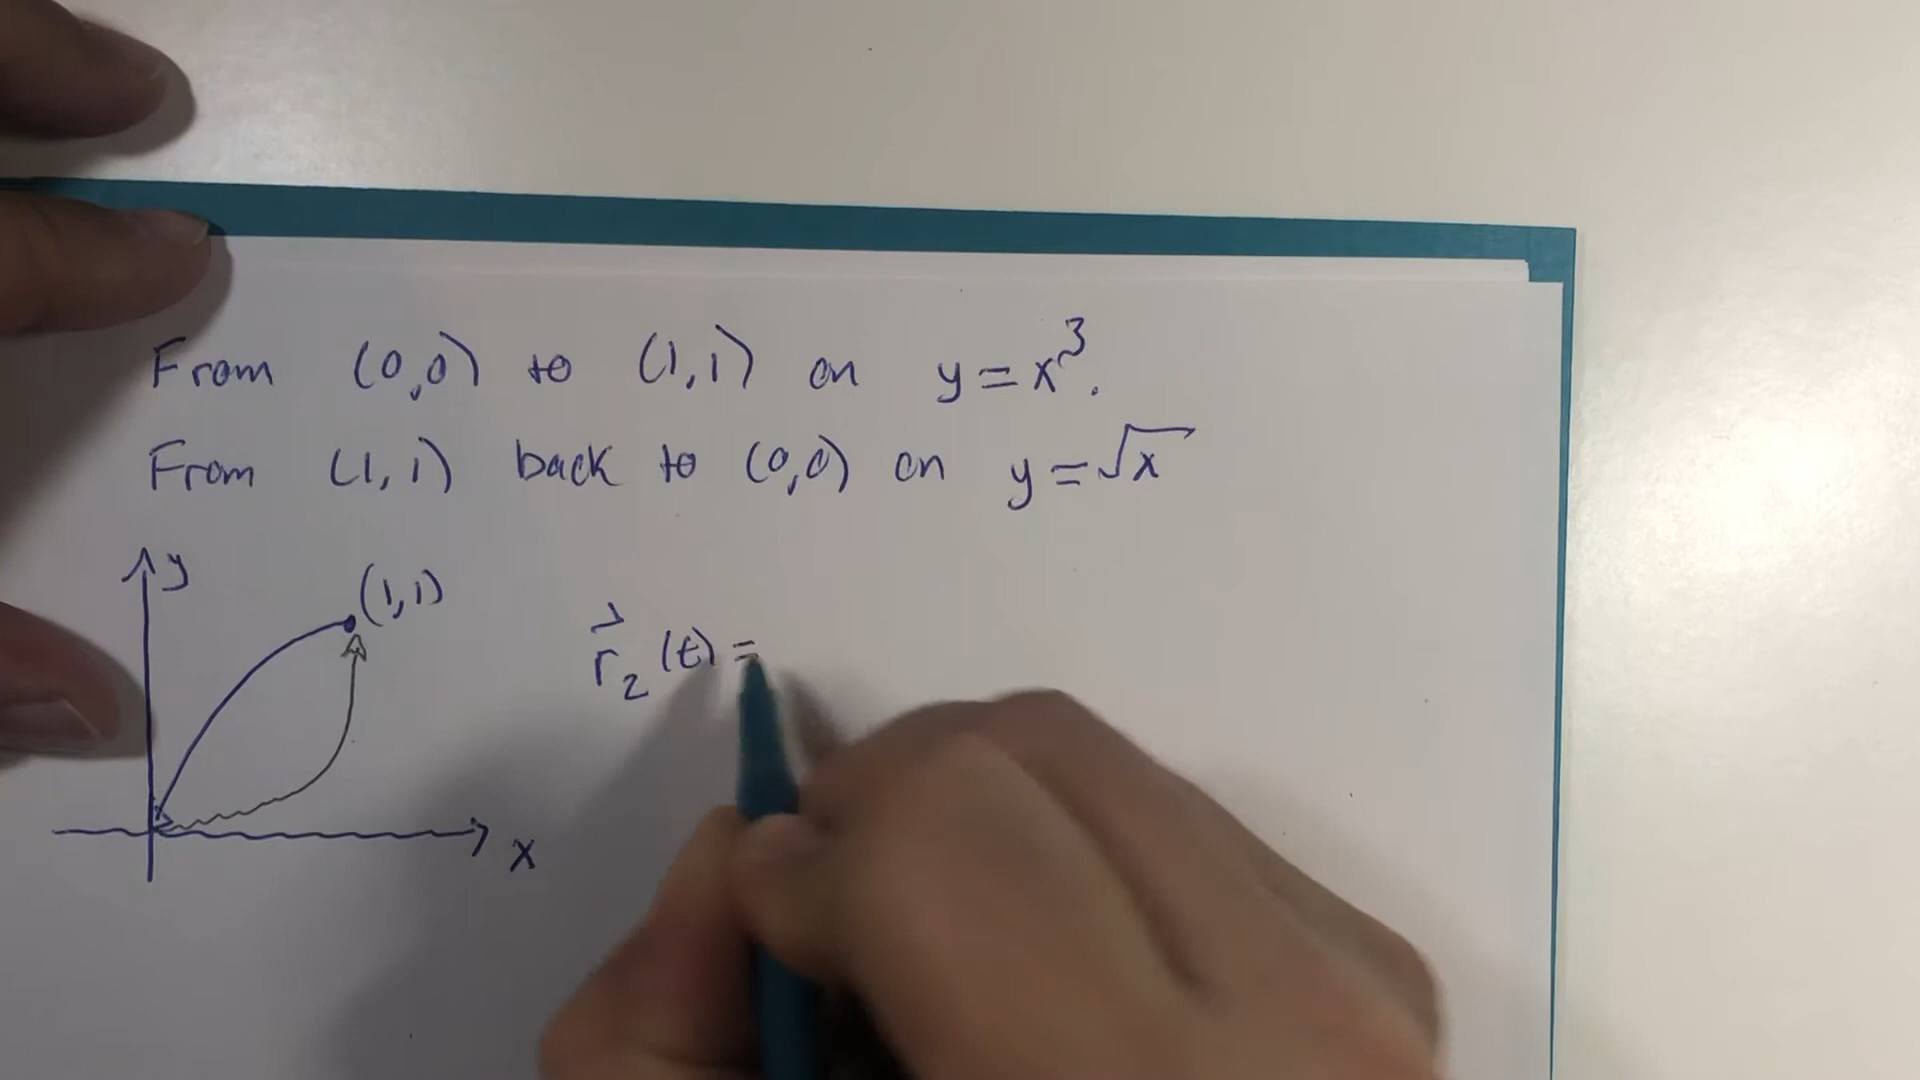 From (0,0) to (1,1) on y=x³.
From (1,1) back to (0,0) on y=√x
y
(1,1)
r⃗₂(t)=
x